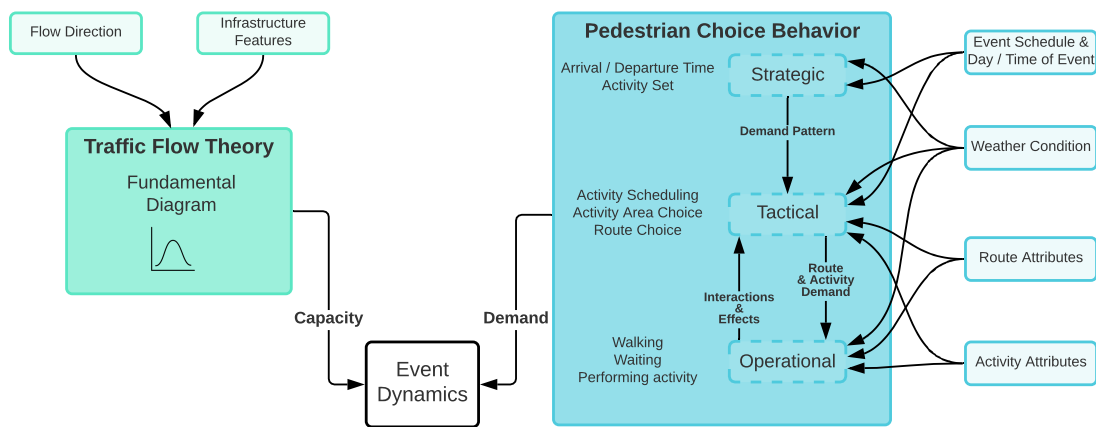 Flow Direction
Infrastructure
Features
Traffic Flow Theory
Fundamental
Diagram
Capacity
Event
Dynamics
Demand
Pedestrian Choice Behavior
Arrival / Departure Time
Activity Set
Strategic
Demand Pattern
Activity Scheduling
Activity Area Choice
Route Choice
Tactical
Route
& Activity
Demand
Interactions
&
Effects
Walking
Waiting
Performing activity
Operational
Event Schedule &
Day / Time of Event
Weather Condition
Route Attributes
Activity Attributes